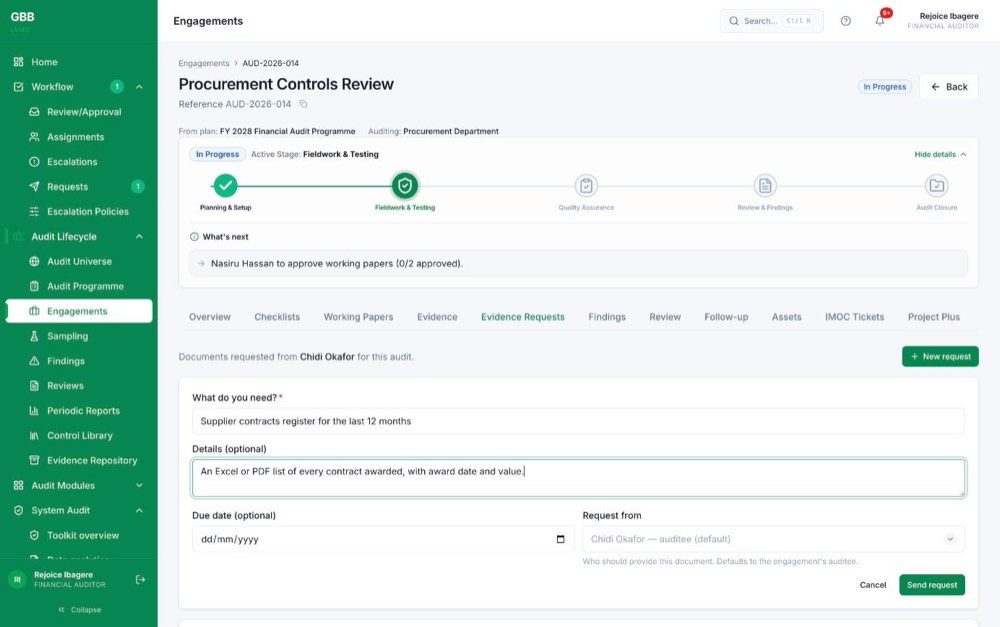 GBB
Engagements
Search... Ctrl K
9+
Rejoice Ibagere
FINANCIAL AUDITOR
Home
Workflow 1
Review/Approval
Assignments
Escalations
Requests 1
Escalation Policies
Audit Lifecycle
Audit Universe
Audit Programme
Engagements
Sampling
Findings
Reviews
Periodic Reports
Control Library
Evidence Repository
Audit Modules
System Audit
Toolkit overview
RI
Rejoice Ibagere
FINANCIAL AUDITOR
Collapse
Engagements > AUD-2026-014
Procurement Controls Review
Reference AUD-2026-014
In Progress
Back
From plan: FY 2028 Financial Audit Programme Auditing: Procurement Department
In Progress Active Stage: Fieldwork & Testing
Hide details
Planning & Setup
Fieldwork & Testing
Quality Assurance
Review & Findings
Audit Closure
What's next
→ Nasiru Hassan to approve working papers (0/2 approved).
Overview Checklists Working Papers Evidence Evidence Requests Findings Review Follow-up Assets IMOC Tickets Project Plus
Documents requested from Chidi Okafor for this audit.
+ New request
What do you need? *
Supplier contracts register for the last 12 months
Details (optional)
An Excel or PDF list of every contract awarded, with award date and value.
Due date (optional)
dd/mm/yyyy
Request from
Chidi Okafor — auditee (default)
Who should provide this document. Defaults to the engagement's auditee.
Cancel
Send request